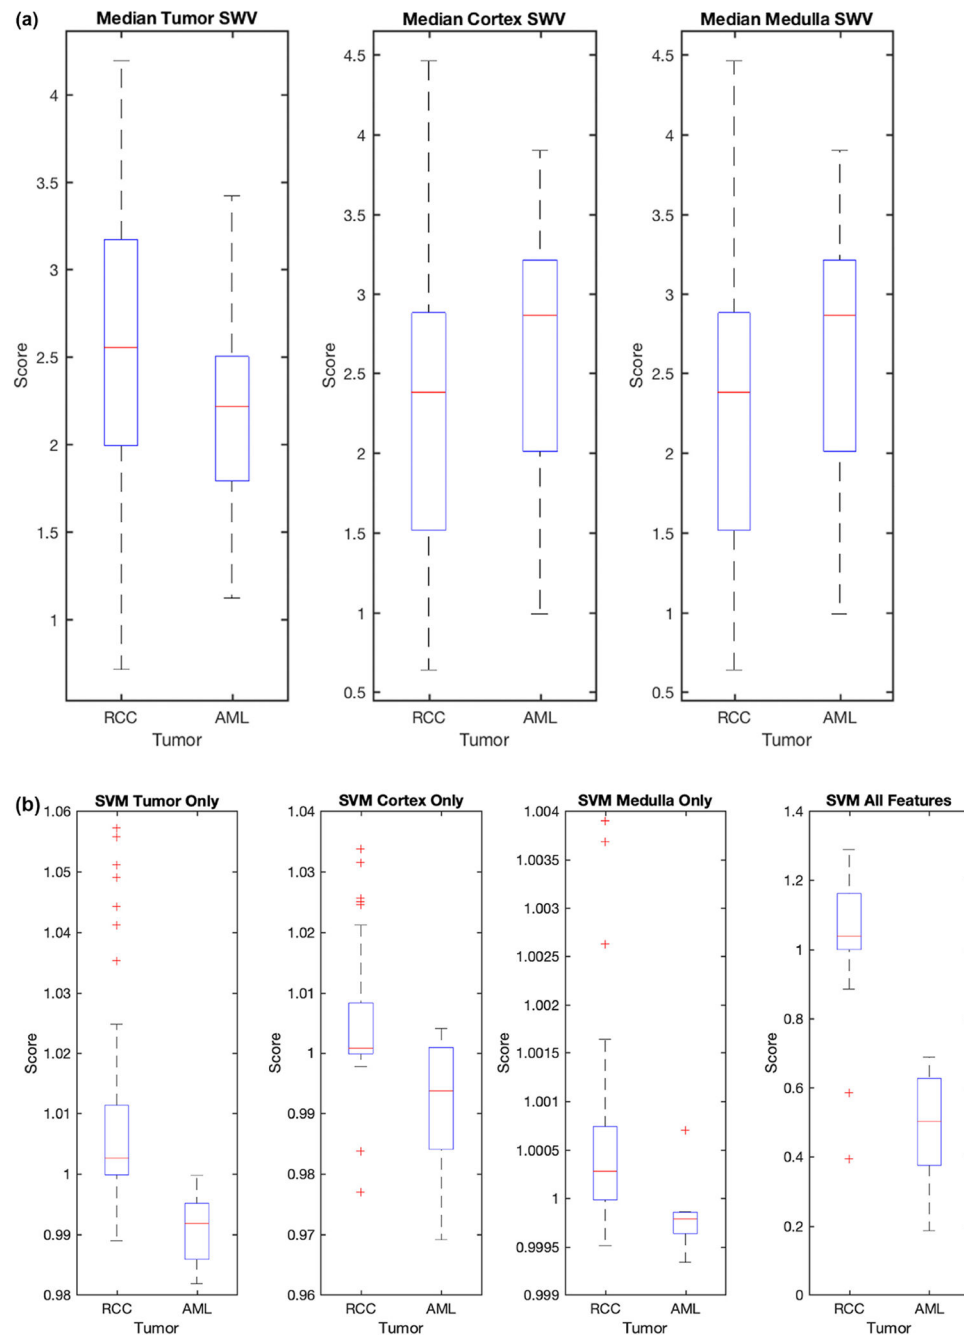 (a)
Median Tumor SWV
Median Cortex SWV
Median Medulla SWV
Score
4
3.5
3
2.5
2
1.5
1
RCC
AML
Tumor
Score
4.5
4
3.5
3
2.5
2
1.5
1
0.5
RCC
AML
Tumor
Score
4.5
4
3.5
3
2.5
2
1.5
1
0.5
RCC
AML
Tumor
(b)
SVM Tumor Only
SVM Cortex Only
SVM Medulla Only
SVM All Features
Score
1.06
1.05
1.04
1.03
1.02
1.01
1
0.99
0.98
RCC
AML
Tumor
Score
1.04
1.03
1.02
1.01
1
0.99
0.98
0.97
0.96
RCC
AML
Tumor
Score
1.004
1.0035
1.003
1.0025
1.002
1.0015
1.001
1.0005
1
0.9995
0.999
RCC
AML
Tumor
Score
1.4
1.2
1
0.8
0.6
0.4
0.2
0
RCC
AML
Tumor